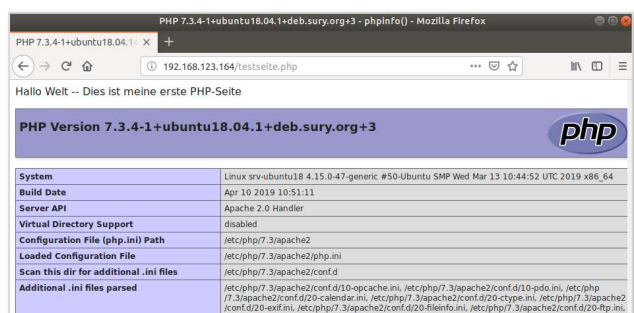 PHP 7.3.4-1+ubuntu18.04.1+deb.sury.org+3 - phpinfo() - Mozilla Firefox
PHP 7.3.4-1+ubuntu18.04.1+
192.168.123.164/testseite.php
Hallo Welt -- Dies ist meine erste PHP-Seite
PHP Version 7.3.4-1+ubuntu18.04.1+deb.sury.org+3
php
System Linux srv-ubuntu18 4.15.0-47-generic #50-Ubuntu SMP Wed Mar 13 10:44:52 UTC 2019 x86_64
Build Date Apr 10 2019 10:51:11
Server API Apache 2.0 Handler
Virtual Directory Support disabled
Configuration File (php.ini) Path /etc/php/7.3/apache2
Loaded Configuration File /etc/php/7.3/apache2/php.ini
Scan this dir for additional .ini files /etc/php/7.3/apache2/conf.d
Additional .ini files parsed /etc/php/7.3/apache2/conf.d/10-opcache.ini, /etc/php/7.3/apache2/conf.d/10-pdo.ini, /etc/php
/7.3/apache2/conf.d/20-calendar.ini, /etc/php/7.3/apache2/conf.d/20-ctype.ini, /etc/php/7.3/apache2
/conf.d/20-exif.ini, /etc/php/7.3/apache2/conf.d/20-fileinfo.ini, /etc/php/7.3/apache2/conf.d/20-ftp.ini,